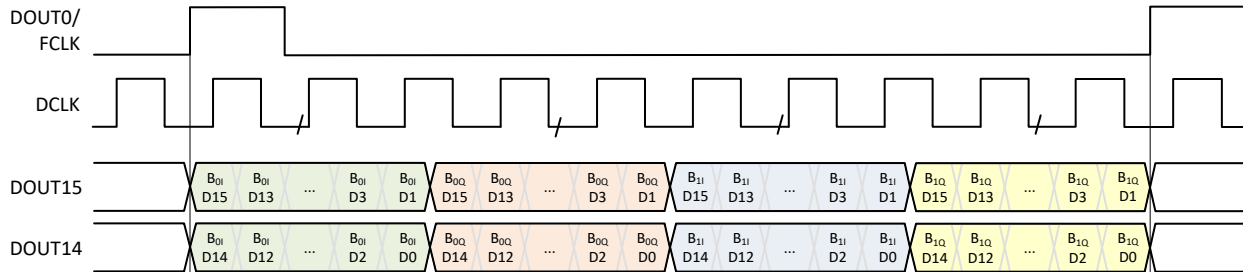 DOUT0/
FCLK
DCLK
DOUT15
B0I B0I ... B0I B0I B0Q B0Q ... B0Q B0Q B1I B1I ... B1I B1I B1Q B1Q ... B1Q B1Q
D15 D13 D3 D1 D15 D13 D3 D1 D15 D13 D3 D1 D15 D13 D3 D1
DOUT14
B0I B0I ... B0I B0I B0Q B0Q ... B0Q B0Q B1I B1I ... B1I B1I B1Q B1Q ... B1Q B1Q
D14 D12 D2 D0 D14 D12 D2 D0 D14 D12 D2 D0 D14 D12 D2 D0